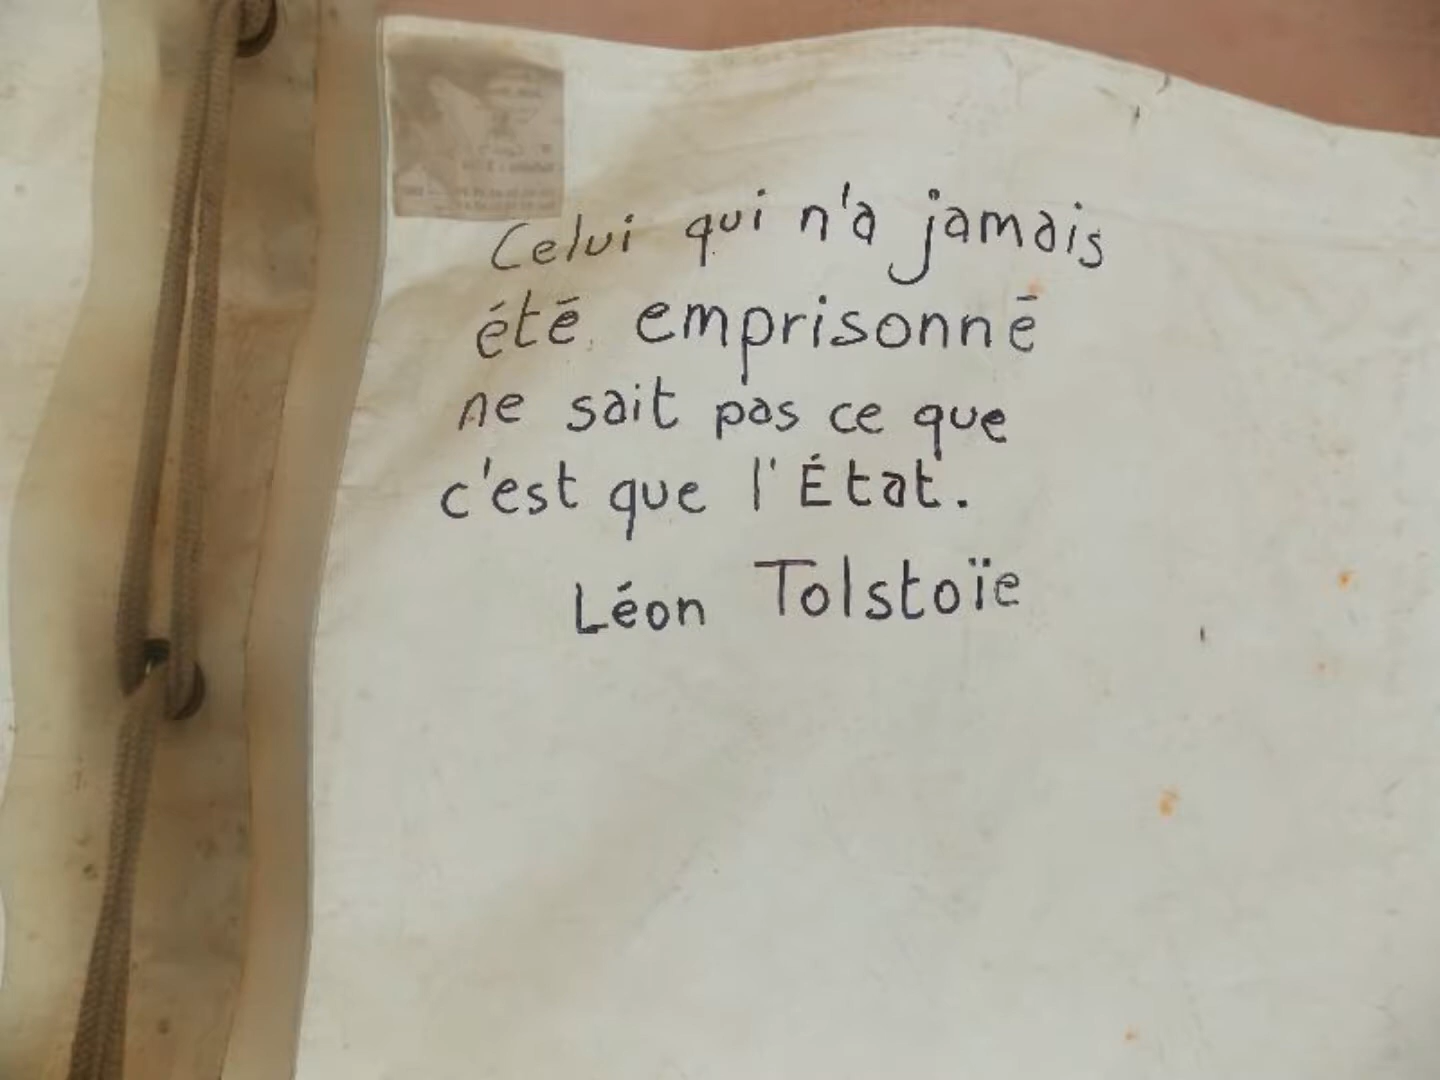 Celui qui n'a jamais
été emprisonné
ne sait pas ce que
c'est que l'État.
Léon Tolstoïe